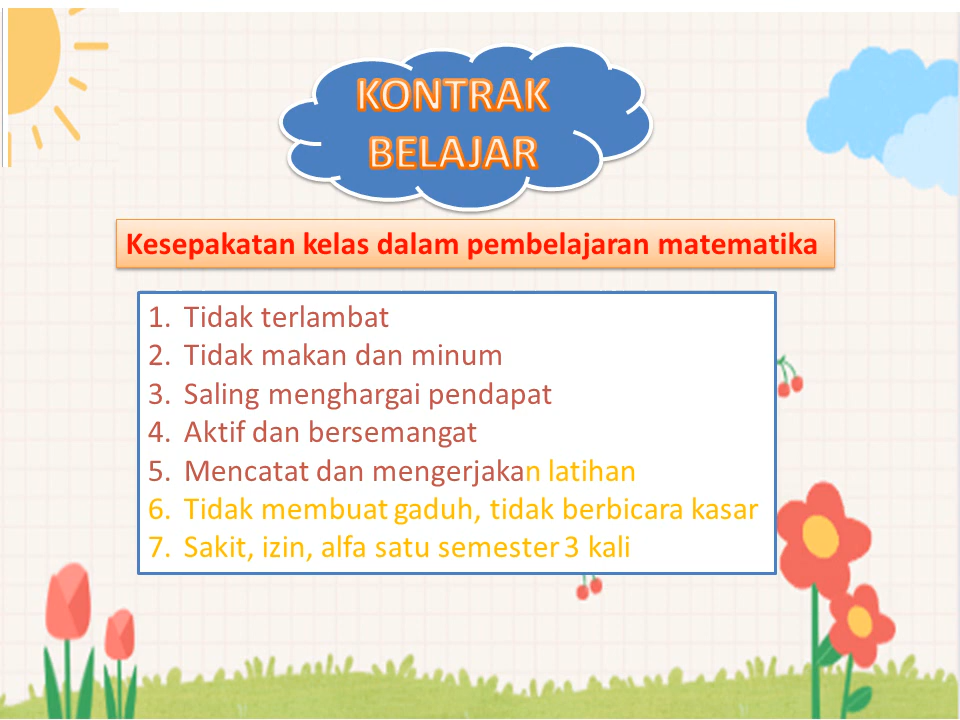 KONTRAK
BELAJAR
Kesepakatan kelas dalam pembelajaran matematika
1. Tidak terlambat
2. Tidak makan dan minum
3. Saling menghargai pendapat
4. Aktif dan bersemangat
5. Mencatat dan mengerjakan latihan
6. Tidak membuat gaduh, tidak berbicara kasar
7. Sakit, izin, alfa satu semester 3 kali